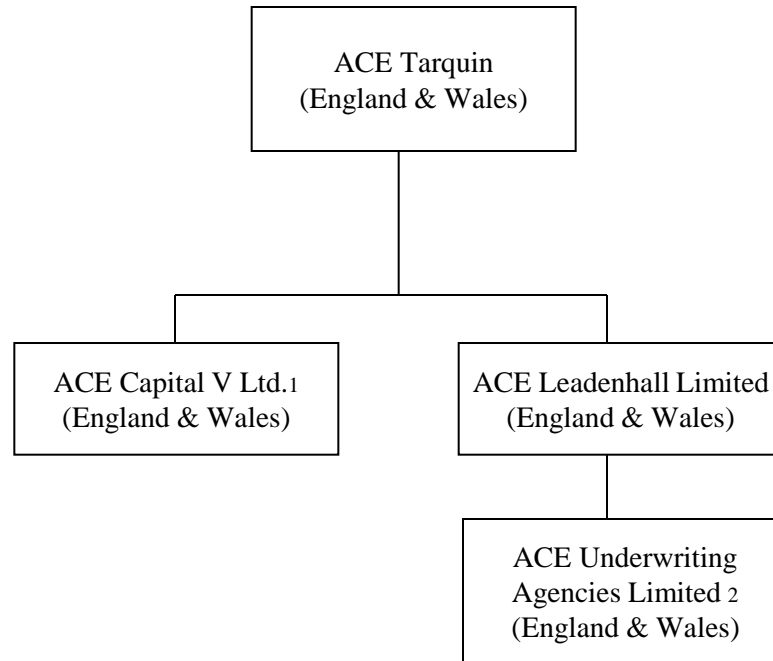 ACE Tarquin
(England & Wales)
ACE Capital V Ltd.1
(England & Wales)
ACE Leadenhall Limited
(England & Wales)
ACE Underwriting
Agencies Limited 2
(England & Wales)